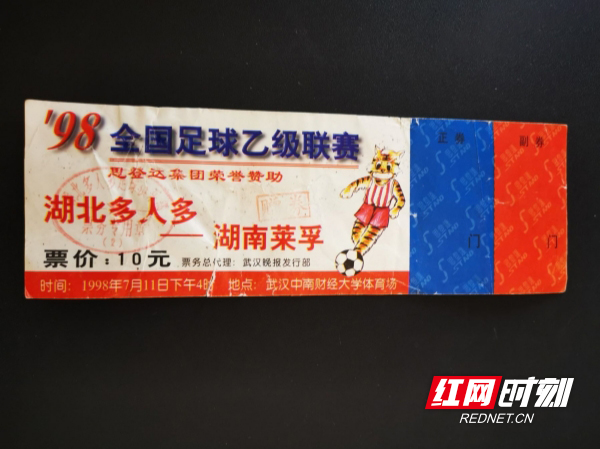 '98 全国足球乙级联赛
恩登达集团荣誉赞助
湖北多人多
— 湖南莱孚
票价：10元 票务总代理：武汉晚报发行部
时间：1998年7月11日下午4时 地点：武汉中南财经大学体育场
正券
副券
门
门
红网时刻
REDNET.CN